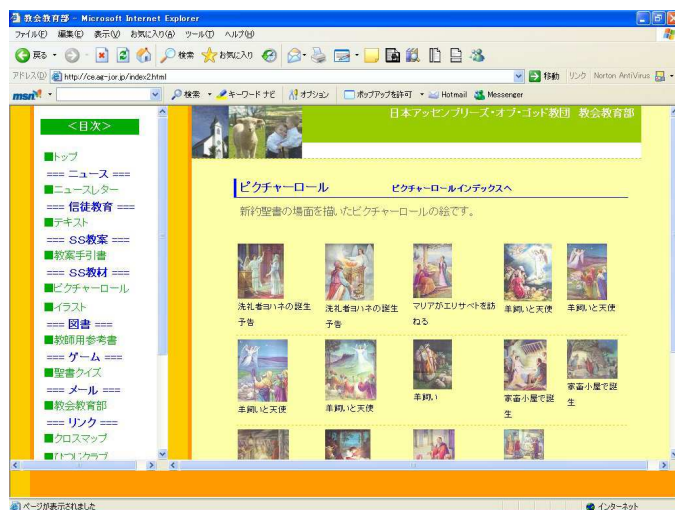 教会教育部 - Microsoft Internet Explorer
ファイル(F) 編集(E) 表示(V) お気に入り(A) ツール(T) ヘルプ(H)
戻る 検索 お気に入り
アドレス(D) http://ce.ag-jor.jp/index2.html 移動 リンク Norton AntiVirus
msn 検索 キーワードナビ オプション ポップアップを許可 Hotmail Messenger
<目次>
■トップ
=== ニュース ===
■ニュースレター
=== 信徒教育 ===
■テキスト
=== SS教案 ===
■教案手引書
=== SS教材 ===
■ピクチャーロール
■イラスト
=== 図書 ===
■教師用参考書
=== ゲーム ===
■聖書クイズ
=== メール ===
■教会教育部
=== リンク ===
■クロスマップ
■ひつじクラブ
日本アッセンブリーズ・オブ・ゴッド教団 教会教育部
ピクチャーロール ピクチャーロールインデックスへ
新約聖書の場面を描いたピクチャーロールの絵です。
洗礼者ヨハネの誕生予告
洗礼者ヨハネの誕生予告
マリアがエリサベトを訪ねる
羊飼いと天使
羊飼いと天使
羊飼いと天使
羊飼いと天使
羊飼い
家畜小屋で誕生
家畜小屋で誕生
ページが表示されました インターネット